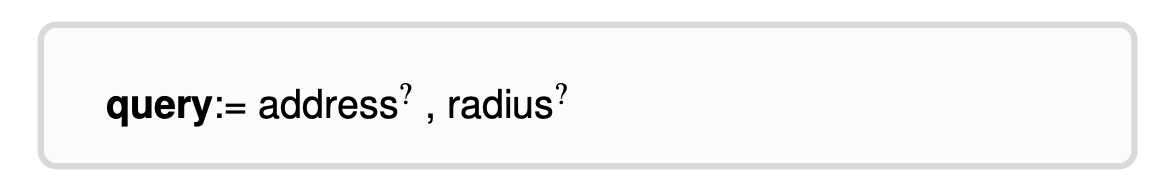 query:= address? , radius?